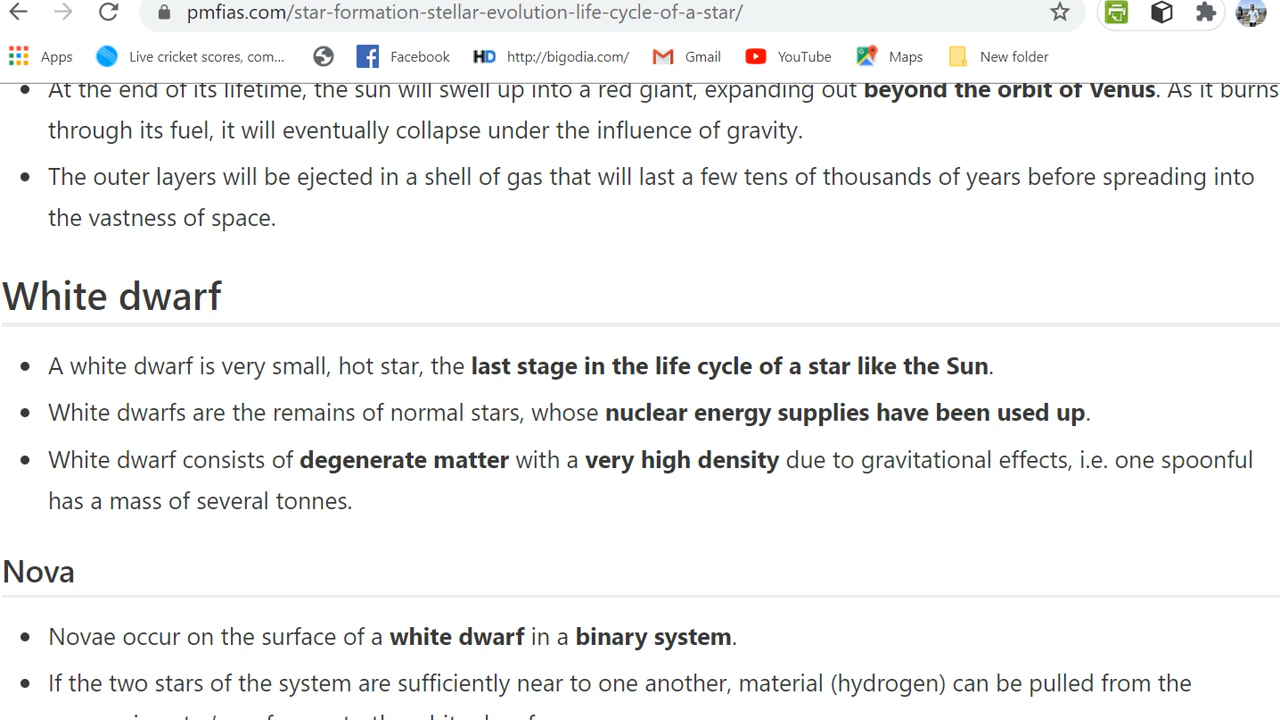 pmfias.com/star-formation-stellar-evolution-life-cycle-of-a-star/
Apps Live cricket scores, com... Facebook HD http://bigodia.com/ Gmail YouTube Maps New folder
• At the end of its lifetime, the sun will swell up into a red giant, expanding out beyond the orbit of Venus. As it burns
through its fuel, it will eventually collapse under the influence of gravity.
• The outer layers will be ejected in a shell of gas that will last a few tens of thousands of years before spreading into
the vastness of space.
White dwarf
• A white dwarf is very small, hot star, the last stage in the life cycle of a star like the Sun.
• White dwarfs are the remains of normal stars, whose nuclear energy supplies have been used up.
• White dwarf consists of degenerate matter with a very high density due to gravitational effects, i.e. one spoonful
has a mass of several tonnes.
Nova
• Novae occur on the surface of a white dwarf in a binary system.
• If the two stars of the system are sufficiently near to one another, material (hydrogen) can be pulled from the